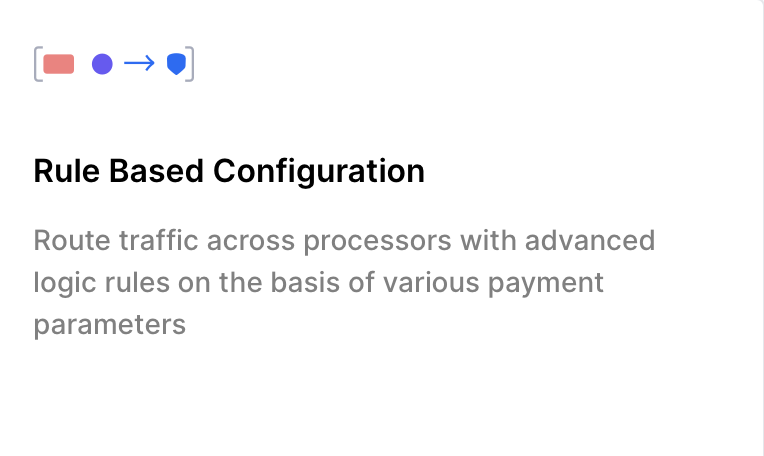 Rule Based Configuration
Route traffic across processors with advanced
logic rules on the basis of various payment
parameters